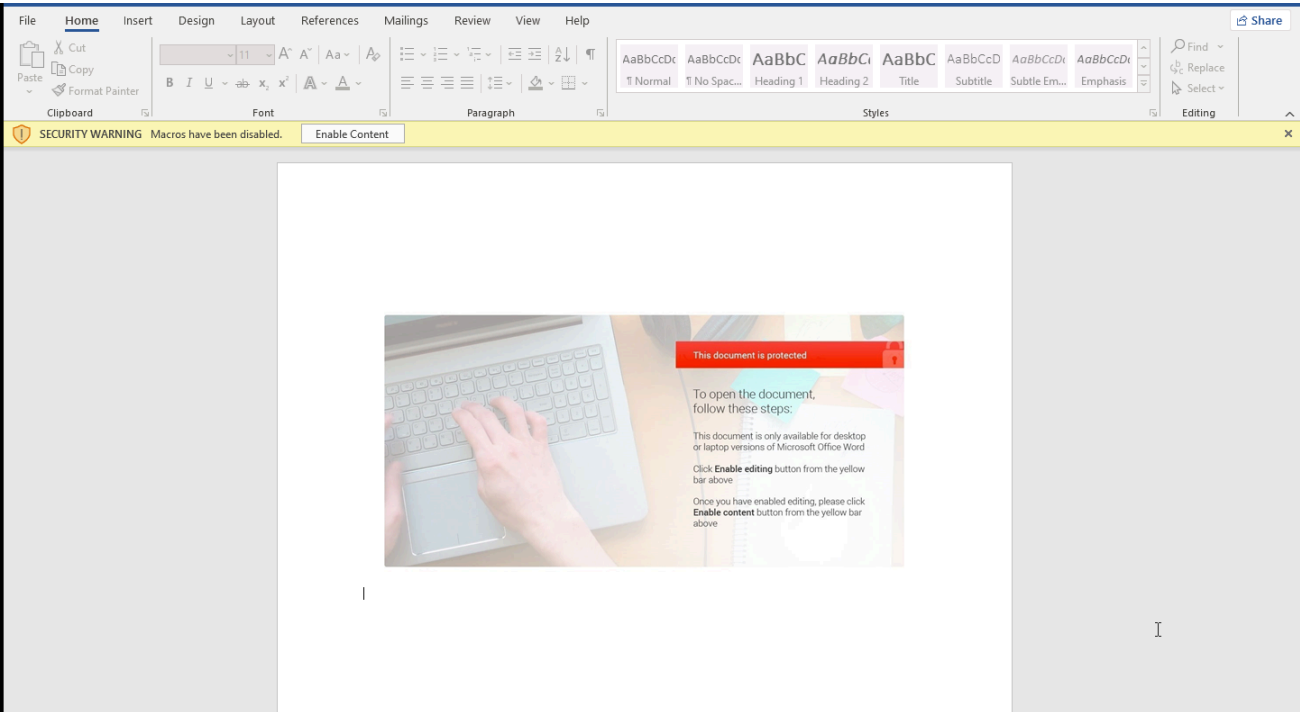 File Home Insert Design Layout References Mailings Review View Help Share
Cut
Copy
Paste
Format Painter
11
Aa
B I U ab x₂ x² A A
AaBbCcDc AaBbCcDc AaBbC AaBbC AaBbC AaBbCcD AaBbCcDc AaBbCcDc
¶ Normal ¶ No Spac... Heading 1 Heading 2 Title Subtitle Subtle Em... Emphasis
Find
Replace
Select
Clipboard Font Paragraph Styles Editing
SECURITY WARNING Macros have been disabled. Enable Content
This document is protected
To open the document,
follow these steps:
This document is only available for desktop
or laptop versions of Microsoft Office Word
Click Enable editing button from the yellow
bar above
Once you have enabled editing, please click
Enable content button from the yellow bar
above